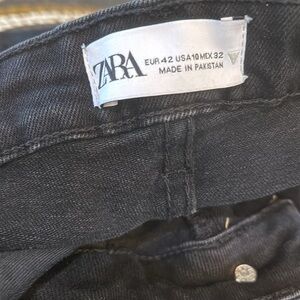 ZARA
EUR 42 USA 10 MEX 32
MADE IN PAKISTAN